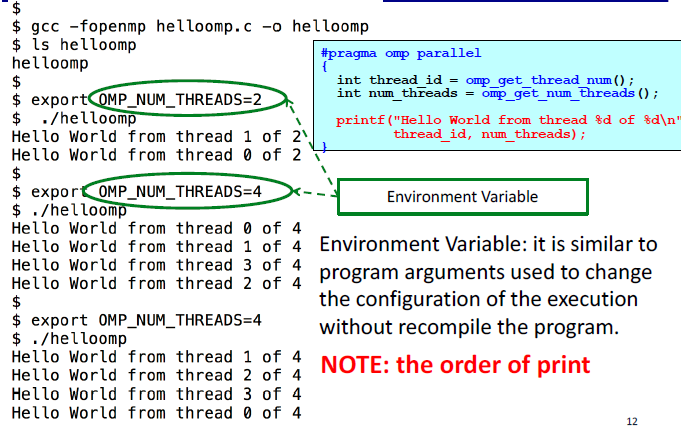 $
$ gcc -fopenmp helloomp.c -o helloomp
$ ls helloomp
helloomp
$
$ export OMP_NUM_THREADS=2
$ ./helloomp
Hello World from thread 1 of 2
Hello World from thread 0 of 2
$
$ export OMP_NUM_THREADS=4
$ ./helloomp
Hello World from thread 0 of 4
Hello World from thread 1 of 4
Hello World from thread 3 of 4
Hello World from thread 2 of 4
$
$ export OMP_NUM_THREADS=4
$ ./helloomp
Hello World from thread 1 of 4
Hello World from thread 2 of 4
Hello World from thread 3 of 4
Hello World from thread 0 of 4
#pragma omp parallel
{
int thread_id = omp_get_thread_num();
int num_threads = omp_get_num_threads();
printf("Hello World from thread %d of %d\n"
thread_id, num_threads);
}
Environment Variable
Environment Variable: it is similar to
program arguments used to change
the configuration of the execution
without recompile the program.
NOTE: the order of print
12